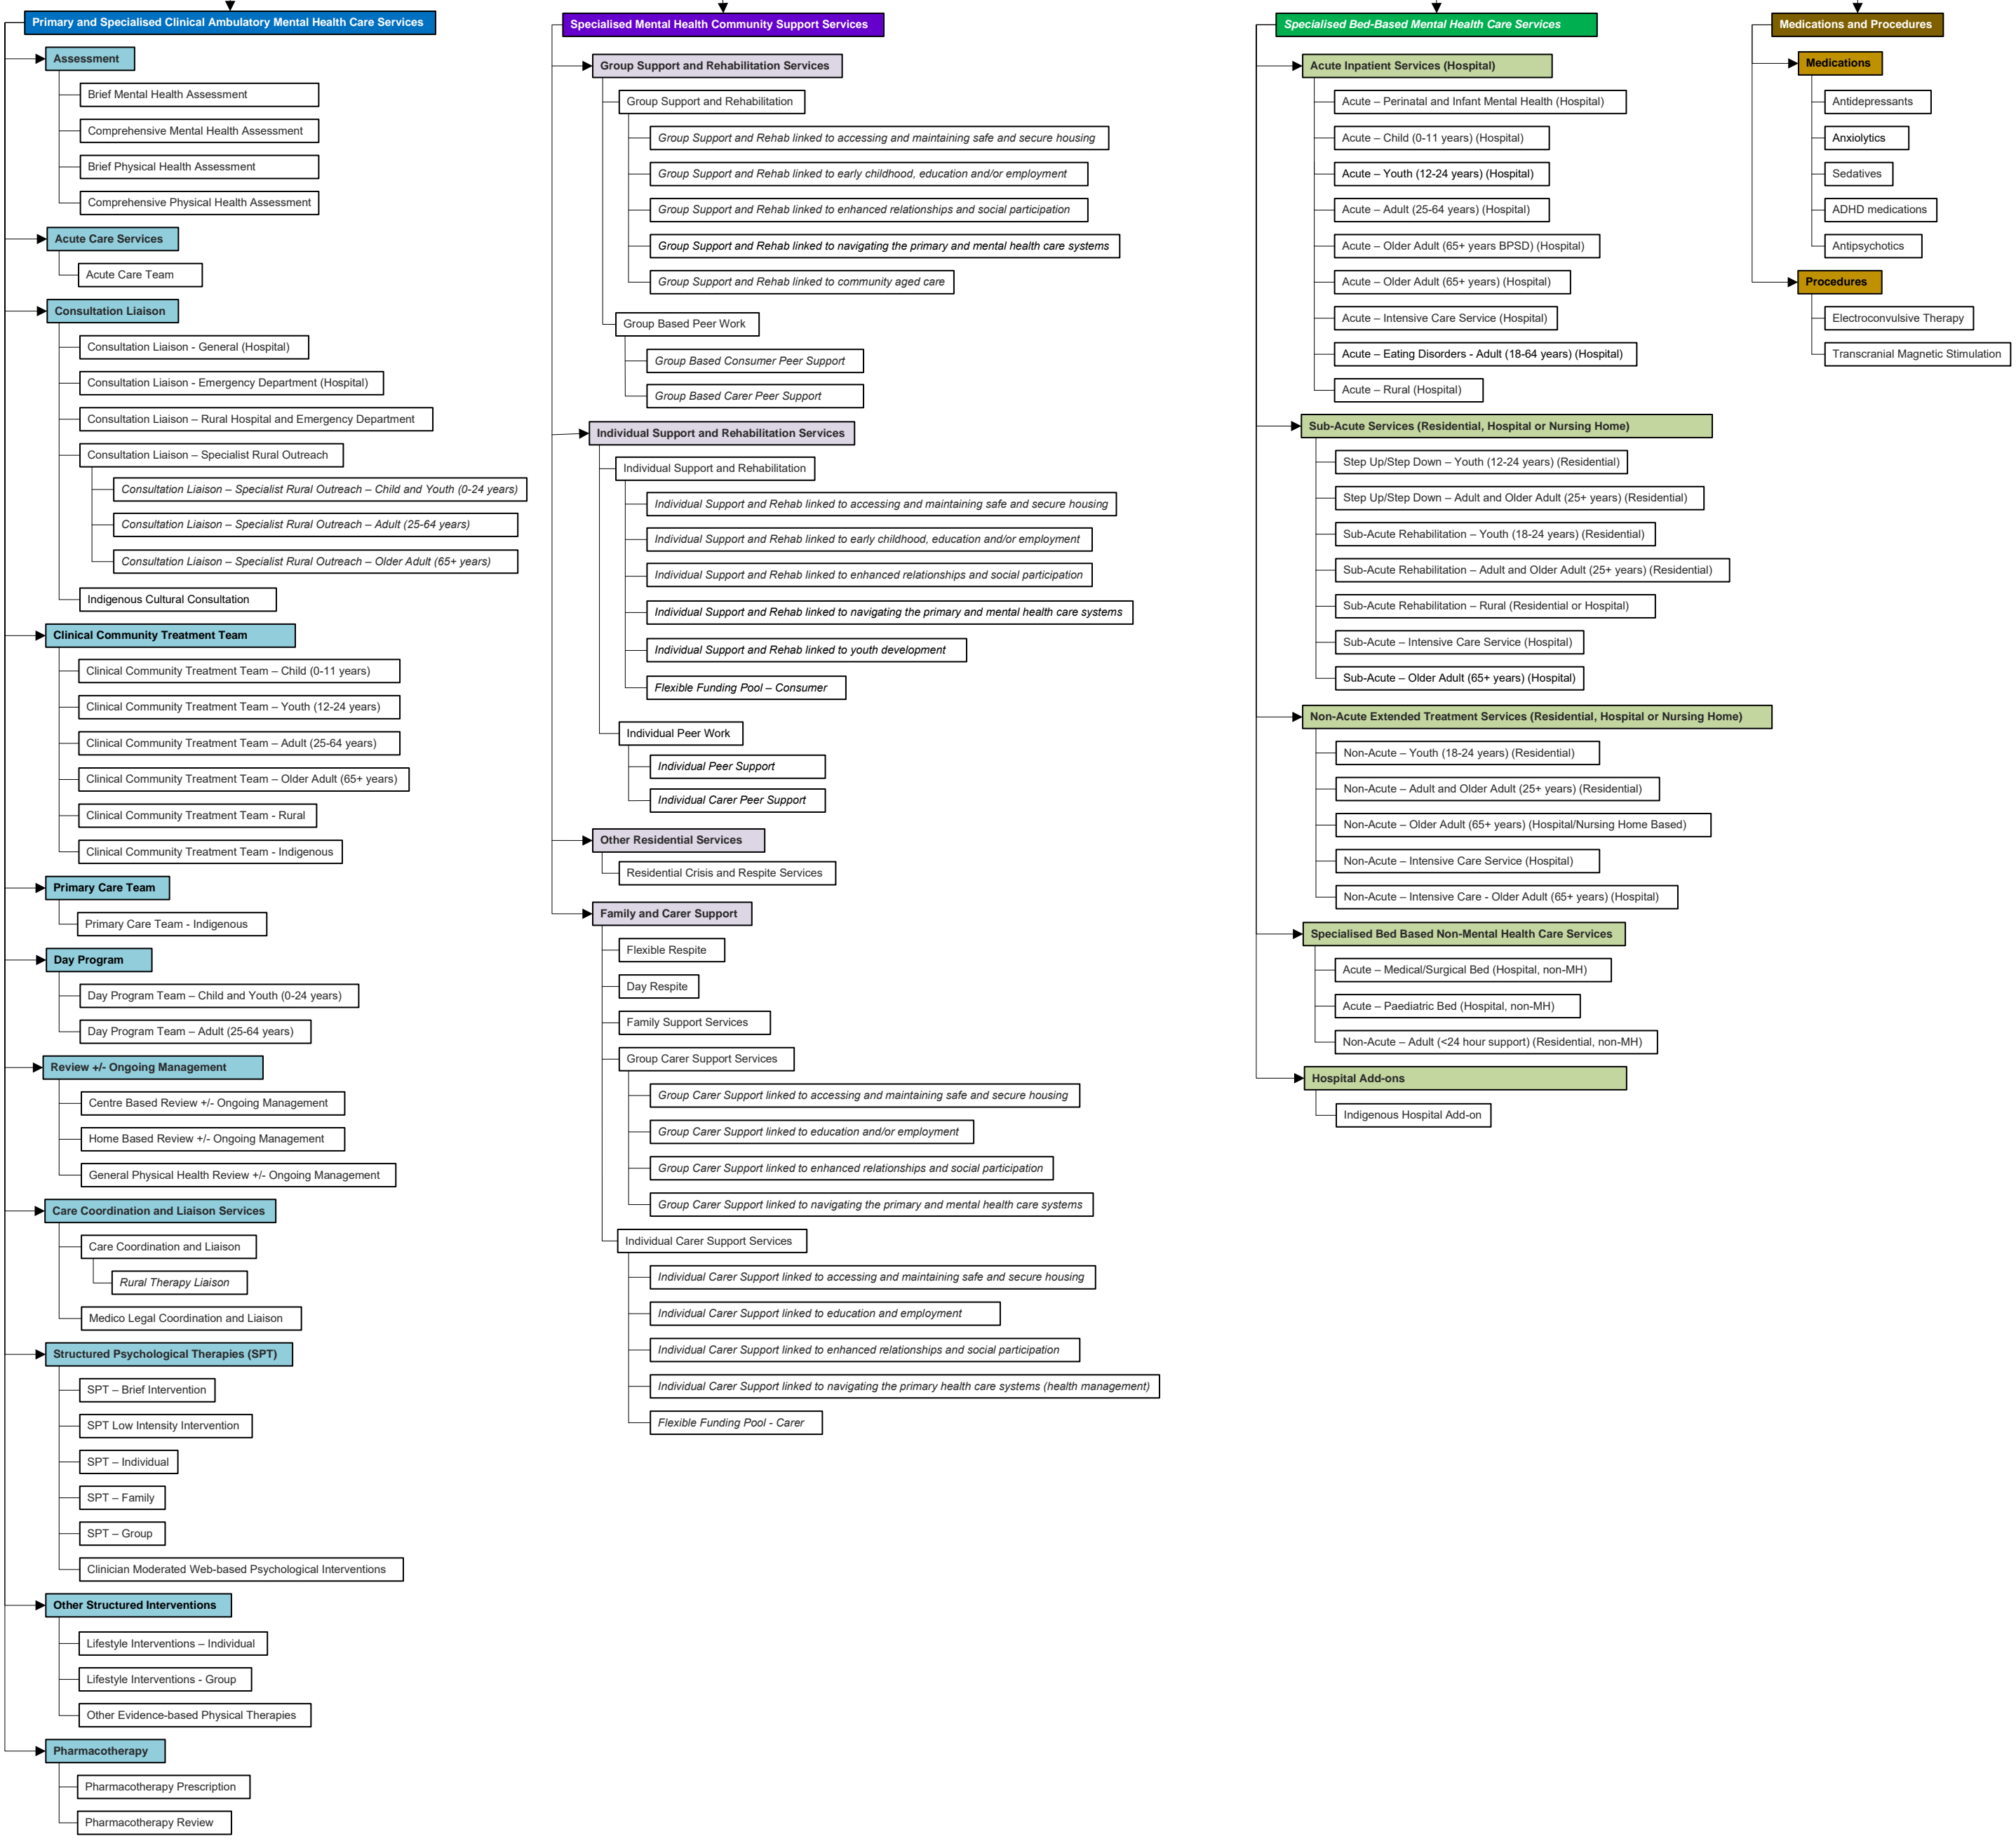 Primary and Specialised Clinical Ambulatory Mental Health Care Services
Assessment
Brief Mental Health Assessment
Comprehensive Mental Health Assessment
Brief Physical Health Assessment
Comprehensive Physical Health Assessment
Acute Care Services
Acute Care Team
Consultation Liaison
Consultation Liaison - General (Hospital)
Consultation Liaison - Emergency Department (Hospital)
Consultation Liaison – Rural Hospital and Emergency Department
Consultation Liaison – Specialist Rural Outreach
Consultation Liaison – Specialist Rural Outreach – Child and Youth (0-24 years)
Consultation Liaison – Specialist Rural Outreach – Adult (25-64 years)
Consultation Liaison – Specialist Rural Outreach – Older Adult (65+ years)
Indigenous Cultural Consultation
Clinical Community Treatment Team
Clinical Community Treatment Team – Child (0-11 years)
Clinical Community Treatment Team – Youth (12-24 years)
Clinical Community Treatment Team – Adult (25-64 years)
Clinical Community Treatment Team – Older Adult (65+ years)
Clinical Community Treatment Team - Rural
Clinical Community Treatment Team - Indigenous
Primary Care Team
Primary Care Team - Indigenous
Day Program
Day Program Team – Child and Youth (0-24 years)
Day Program Team – Adult (25-64 years)
Review +/- Ongoing Management
Centre Based Review +/- Ongoing Management
Home Based Review +/- Ongoing Management
General Physical Health Review +/- Ongoing Management
Care Coordination and Liaison Services
Care Coordination and Liaison
Rural Therapy Liaison
Medico Legal Coordination and Liaison
Structured Psychological Therapies (SPT)
SPT – Brief Intervention
SPT Low Intensity Intervention
SPT – Individual
SPT – Family
SPT – Group
Clinician Moderated Web-based Psychological Interventions
Other Structured Interventions
Lifestyle Interventions – Individual
Lifestyle Interventions - Group
Other Evidence-based Physical Therapies
Pharmacotherapy
Pharmacotherapy Prescription
Pharmacotherapy Review
Specialised Mental Health Community Support Services
Group Support and Rehabilitation Services
Group Support and Rehabilitation
Group Support and Rehab linked to accessing and maintaining safe and secure housing
Group Support and Rehab linked to early childhood, education and/or employment
Group Support and Rehab linked to enhanced relationships and social participation
Group Support and Rehab linked to navigating the primary and mental health care systems
Group Support and Rehab linked to community aged care
Group Based Peer Work
Group Based Consumer Peer Support
Group Based Carer Peer Support
Individual Support and Rehabilitation Services
Individual Support and Rehabilitation
Individual Support and Rehab linked to accessing and maintaining safe and secure housing
Individual Support and Rehab linked to early childhood, education and/or employment
Individual Support and Rehab linked to enhanced relationships and social participation
Individual Support and Rehab linked to navigating the primary and mental health care systems
Individual Support and Rehab linked to youth development
Flexible Funding Pool – Consumer
Individual Peer Work
Individual Peer Support
Individual Carer Peer Support
Other Residential Services
Residential Crisis and Respite Services
Family and Carer Support
Flexible Respite
Day Respite
Family Support Services
Group Carer Support Services
Group Carer Support linked to accessing and maintaining safe and secure housing
Group Carer Support linked to education and/or employment
Group Carer Support linked to enhanced relationships and social participation
Group Carer Support linked to navigating the primary and mental health care systems
Individual Carer Support Services
Individual Carer Support linked to accessing and maintaining safe and secure housing
Individual Carer Support linked to education and employment
Individual Carer Support linked to enhanced relationships and social participation
Individual Carer Support linked to navigating the primary health care systems (health management)
Flexible Funding Pool - Carer
Specialised Bed-Based Mental Health Care Services
Acute Inpatient Services (Hospital)
Acute – Perinatal and Infant Mental Health (Hospital)
Acute – Child (0-11 years) (Hospital)
Acute – Youth (12-24 years) (Hospital)
Acute – Adult (25-64 years) (Hospital)
Acute – Older Adult (65+ years BPSD) (Hospital)
Acute – Older Adult (65+ years) (Hospital)
Acute – Intensive Care Service (Hospital)
Acute – Eating Disorders - Adult (18-64 years) (Hospital)
Acute – Rural (Hospital)
Sub-Acute Services (Residential, Hospital or Nursing Home)
Step Up/Step Down – Youth (12-24 years) (Residential)
Step Up/Step Down – Adult and Older Adult (25+ years) (Residential)
Sub-Acute Rehabilitation – Youth (18-24 years) (Residential)
Sub-Acute Rehabilitation – Adult and Older Adult (25+ years) (Residential)
Sub-Acute Rehabilitation – Rural (Residential or Hospital)
Sub-Acute – Intensive Care Service (Hospital)
Sub-Acute – Older Adult (65+ years) (Hospital)
Non-Acute Extended Treatment Services (Residential, Hospital or Nursing Home)
Non-Acute – Youth (18-24 years) (Residential)
Non-Acute – Adult and Older Adult (25+ years) (Residential)
Non-Acute – Older Adult (65+ years) (Hospital/Nursing Home Based)
Non-Acute – Intensive Care Service (Hospital)
Non-Acute – Intensive Care - Older Adult (65+ years) (Hospital)
Specialised Bed Based Non-Mental Health Care Services
Acute – Medical/Surgical Bed (Hospital, non-MH)
Acute – Paediatric Bed (Hospital, non-MH)
Non-Acute – Adult (<24 hour support) (Residential, non-MH)
Hospital Add-ons
Indigenous Hospital Add-on
Medications and Procedures
Medications
Antidepressants
Anxiolytics
Sedatives
ADHD medications
Antipsychotics
Procedures
Electroconvulsive Therapy
Transcranial Magnetic Stimulation